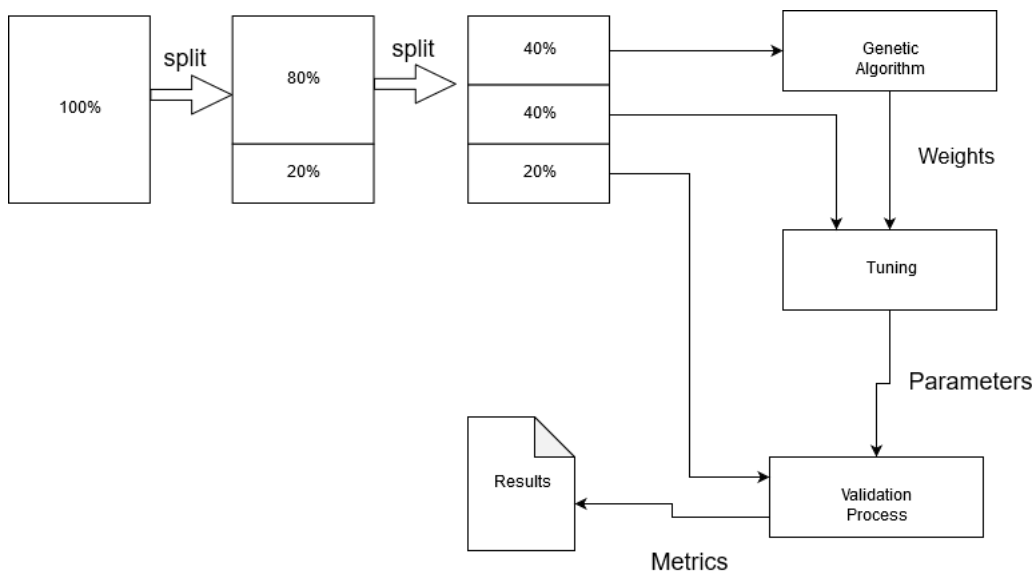 split
split
100%
80%
20%
40%
40%
20%
Genetic
Algorithm
Weights
Tuning
Parameters
Validation
Process
Metrics
Results